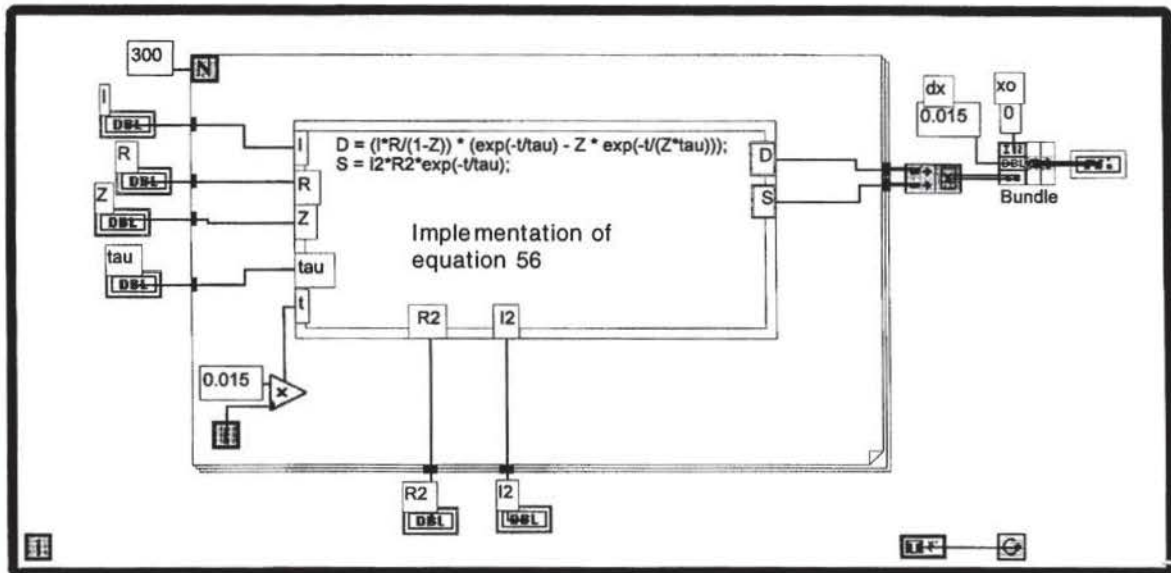 300
N
I
DBL
R
DBL
Z
DBL
tau
DBL
I
R
Z
tau
t
D = (I*R/(1-Z)) * (exp(-t/tau) - Z * exp(-t/(Z*tau)));
S = I2*R2*exp(-t/tau);
Implementation of
equation 56
R2
I2
D
S
dx
0.015
xo
0
DBL
Bundle
0.015
x
i
R2
DBL
I2
DBL
i